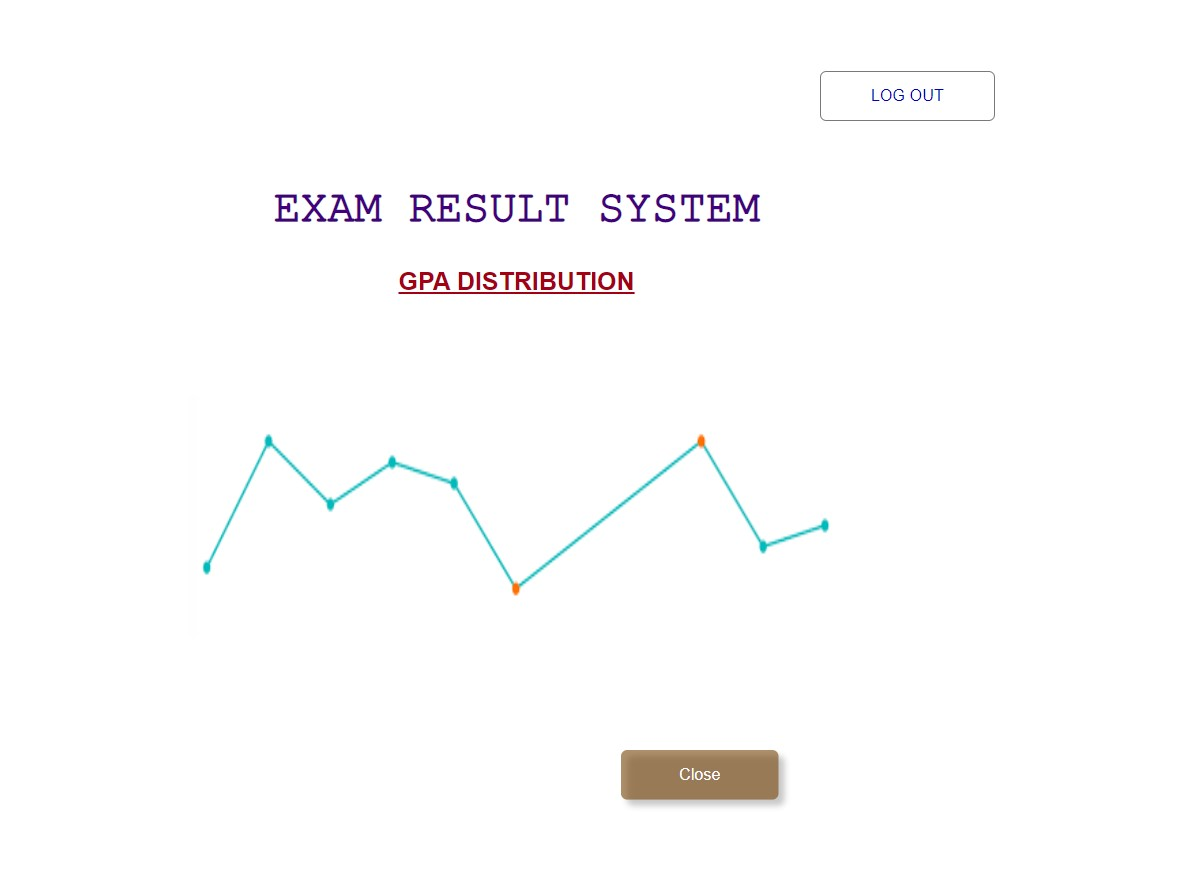 LOG OUT
EXAM RESULT SYSTEM
GPA DISTRIBUTION
Close